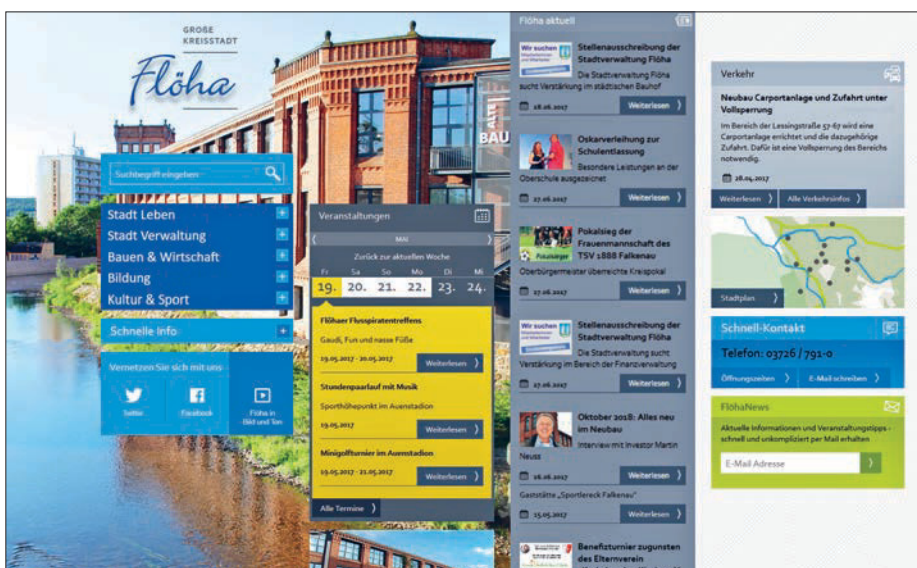 GROßE
KREISSTADT
Flöha
Suchbegriff eingeben
Stadt Leben
Stadt Verwaltung
Bauen & Wirtschaft
Bildung
Kultur & Sport
Schnelle Info
Vernetzen Sie sich mit uns
Twitter
Facebook
Flöha in
Bild und Ton
ALTE
BAU
Veranstaltungen
MAI
Zurück zur aktuellen Woche
Fr Sa So Mo Di Mi
19. 20. 21. 22. 23. 24.
Flöhaer Flusspiratentreffens
Gaudi, Fun und nasse Füße
19.05.2017 - 20.05.2017
Weiterlesen
Stundenpaarlauf mit Musik
Sporthöhepunkt im Auenstadion
19.05.2017
Weiterlesen
Minigolfturnier im Auenstadion
19.05.2017 - 21.05.2017
Weiterlesen
Alle Termine
Flöha aktuell
Wir suchen
Stellenausschreibung der
Stadtverwaltung Flöha
Die Stadtverwaltung Flöha
sucht Verstärkung im städtischen Bauhof
28.06.2017
Weiterlesen
Oskarverleihung zur
Schulentlassung
Besondere Leistungen an der
Oberschule ausgezeichnet
27.06.2017
Weiterlesen
Pokalsieger
Pokalsieg der
Frauenmannschaft des
TSV 1888 Falkenau
Oberbürgermeister überreichte Kreispokal
27.06.2017
Weiterlesen
Wir suchen
Stellenausschreibung der
Stadtverwaltung Flöha
Die Stadtverwaltung sucht
Verstärkung im Bereich der Finanzverwaltung
27.06.2017
Weiterlesen
Oktober 2018: Alles neu
im Neubau
Interview mit Investor Martin
Neuss
26.06.2017
Weiterlesen
Gaststätte „Sportlereck Falkenau"
15.05.2017
Weiterlesen
Benefizturnier zugunsten
des Elternverein
Verkehr
Neubau Carportanlage und Zufahrt unter
Vollsperrung
Im Bereich der Lessingstraße 57-67 wird eine
Carportanlage errichtet und die dazugehörige
Zufahrt. Dafür ist eine Vollsperrung des Bereichs
notwendig.
28.04.2017
Weiterlesen
Alle Verkehrsinfos
Stadtplan
Schnell-Kontakt
Telefon: 03726 / 791-0
Öffnungszeiten
E-Mail schreiben
FlöhaNews
Aktuelle Informationen und Veranstaltungstipps -
schnell und unkompliziert per Mail erhalten
E-Mail Adresse